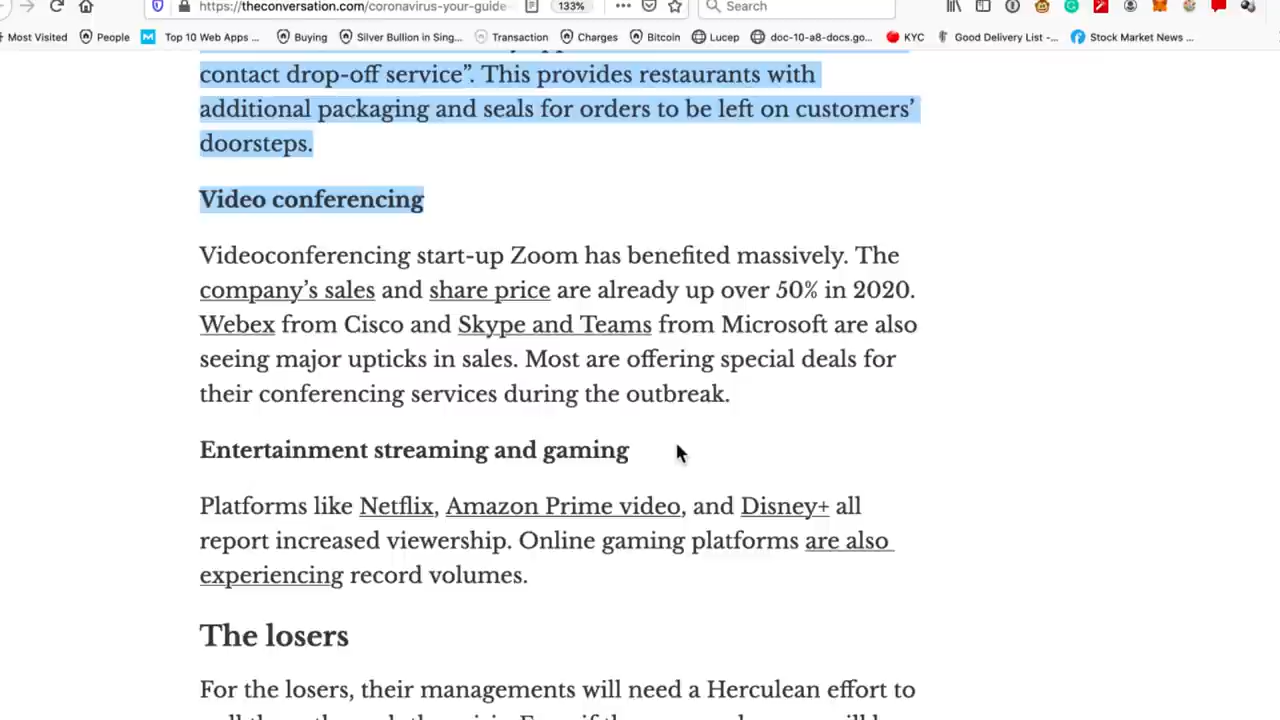 https://theconversation.com/coronavirus-your-guide
133%
Search
Most Visited
People
Top 10 Web Apps ...
Buying
Silver Bullion in Sing...
Transaction
Charges
Bitcoin
Lucep
doc-10-a8-docs.go...
KYC
Good Delivery List -...
Stock Market News ...
contact drop-off service”. This provides restaurants with
additional packaging and seals for orders to be left on customers’
doorsteps.
Video conferencing
Videoconferencing start-up Zoom has benefited massively. The
company’s sales and share price are already up over 50% in 2020.
Webex from Cisco and Skype and Teams from Microsoft are also
seeing major upticks in sales. Most are offering special deals for
their conferencing services during the outbreak.
Entertainment streaming and gaming
Platforms like Netflix, Amazon Prime video, and Disney+ all
report increased viewership. Online gaming platforms are also
experiencing record volumes.
The losers
For the losers, their managements will need a Herculean effort to